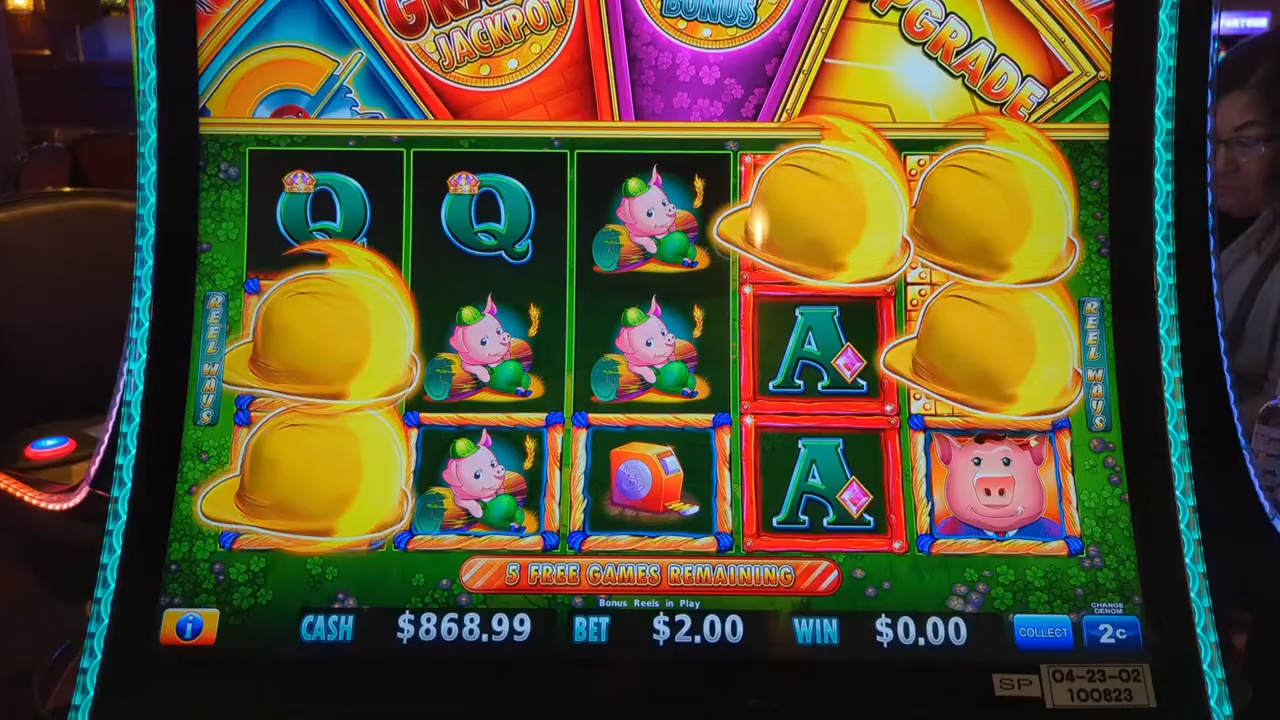 JACKPOT
BONUS
UPGRADE
Q
Q
REEL WAYS
A
REEL WAYS
A
5 FREE GAMES REMAINING
Bonus Reels in Play
CASH $868.99 BET $2.00 WIN $0.00
COLLECT
CHANGE
DENOM
2¢
SP
04-23-02
100823